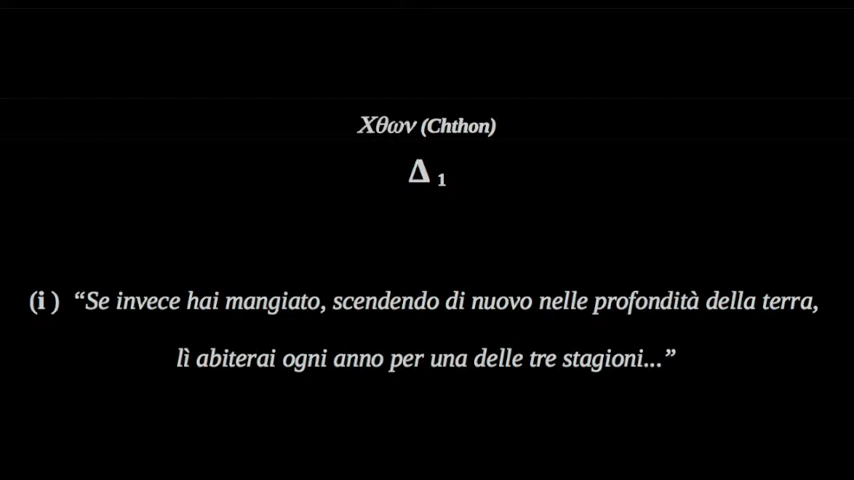 Χθων (Chthon)
Δ 1
(i ) “Se invece hai mangiato, scendendo di nuovo nelle profondità della terra,
lì abiterai ogni anno per una delle tre stagioni...”